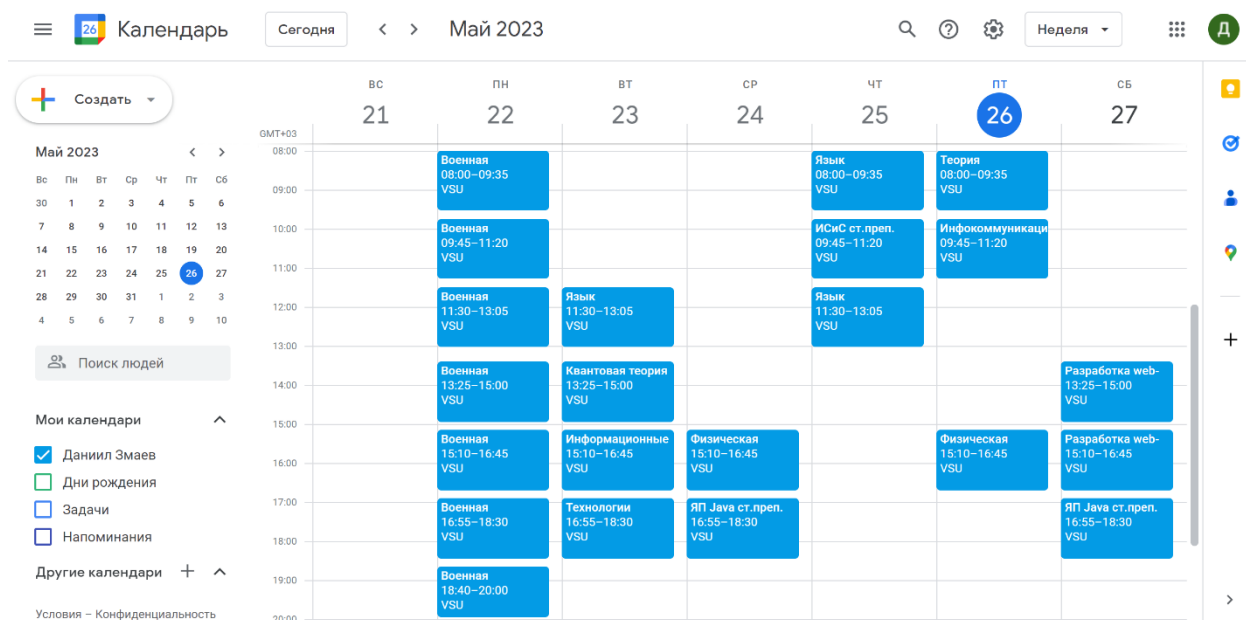 26 Календарь
Сегодня
Май 2023
Неделя
Д
Создать
Май 2023
Вс Пн Вт Ср Чт Пт Сб
30 1 2 3 4 5 6
7 8 9 10 11 12 13
14 15 16 17 18 19 20
21 22 23 24 25 26 27
28 29 30 31 1 2 3
4 5 6 7 8 9 10
Поиск людей
Мои календари
Даниил Змаев
Дни рождения
Задачи
Напоминания
Другие календари
Условия – Конфиденциальность
ВС ПН ВТ СР ЧТ ПТ СБ
21 22 23 24 25 26 27
GMT+03
08:00
09:00
10:00
11:00
12:00
13:00
14:00
15:00
16:00
17:00
18:00
19:00
20:00
Военная
08:00–09:35
VSU
Военная
09:45–11:20
VSU
Военная
11:30–13:05
VSU
Военная
13:25–15:00
VSU
Военная
15:10–16:45
VSU
Военная
16:55–18:30
VSU
Военная
18:40–20:00
VSU
Язык
11:30–13:05
VSU
Квантовая теория
13:25–15:00
VSU
Информационные
15:10–16:45
VSU
Технологии
16:55–18:30
VSU
Физическая
15:10–16:45
VSU
ЯП Java ст.преп.
16:55–18:30
VSU
Язык
08:00–09:35
VSU
ИСиС ст.преп.
09:45–11:20
VSU
Язык
11:30–13:05
VSU
Теория
08:00–09:35
VSU
Инфокоммуникаци
09:45–11:20
VSU
Физическая
15:10–16:45
VSU
Разработка web-
13:25–15:00
VSU
Разработка web-
15:10–16:45
VSU
ЯП Java ст.преп.
16:55–18:30
VSU